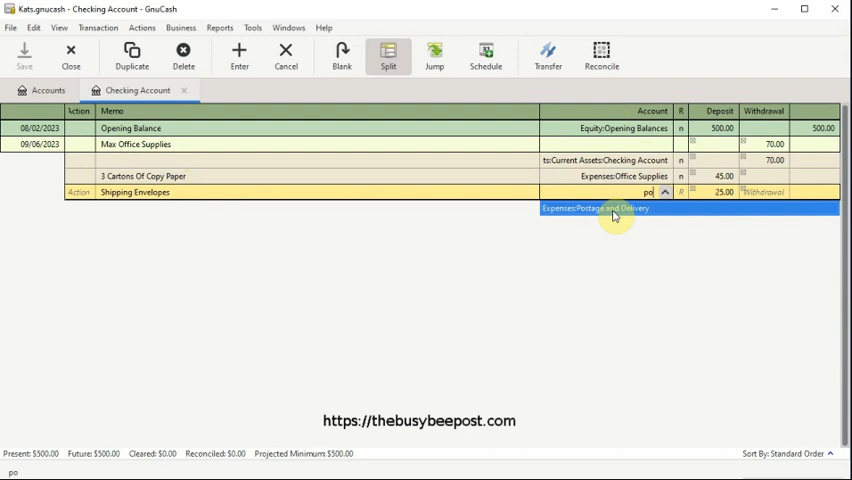 Kats.gnucash - Checking Account - GnuCash
File Edit View Transaction Actions Business Reports Tools Windows Help
Save Close Duplicate Delete Enter Cancel Blank Split Jump Schedule Transfer Reconcile
Accounts Checking Account
Action Memo Account R Deposit Withdrawal
08/02/2023 Opening Balance Equity:Opening Balances n 500.00 500.00
09/06/2023 Max Office Supplies 70.00
ts:Current Assets:Checking Account 70.00
3 Cartons Of Copy Paper Expenses:Office Supplies n 45.00
Action Shipping Envelopes po R 25.00 Withdrawal
Expenses:Postage and Delivery
https://thebusybeepost.com
Present: $500.00 Future: $500.00 Cleared: $0.00 Reconciled: $0.00 Projected Minimum: $500.00 Sort By: Standard Order
po